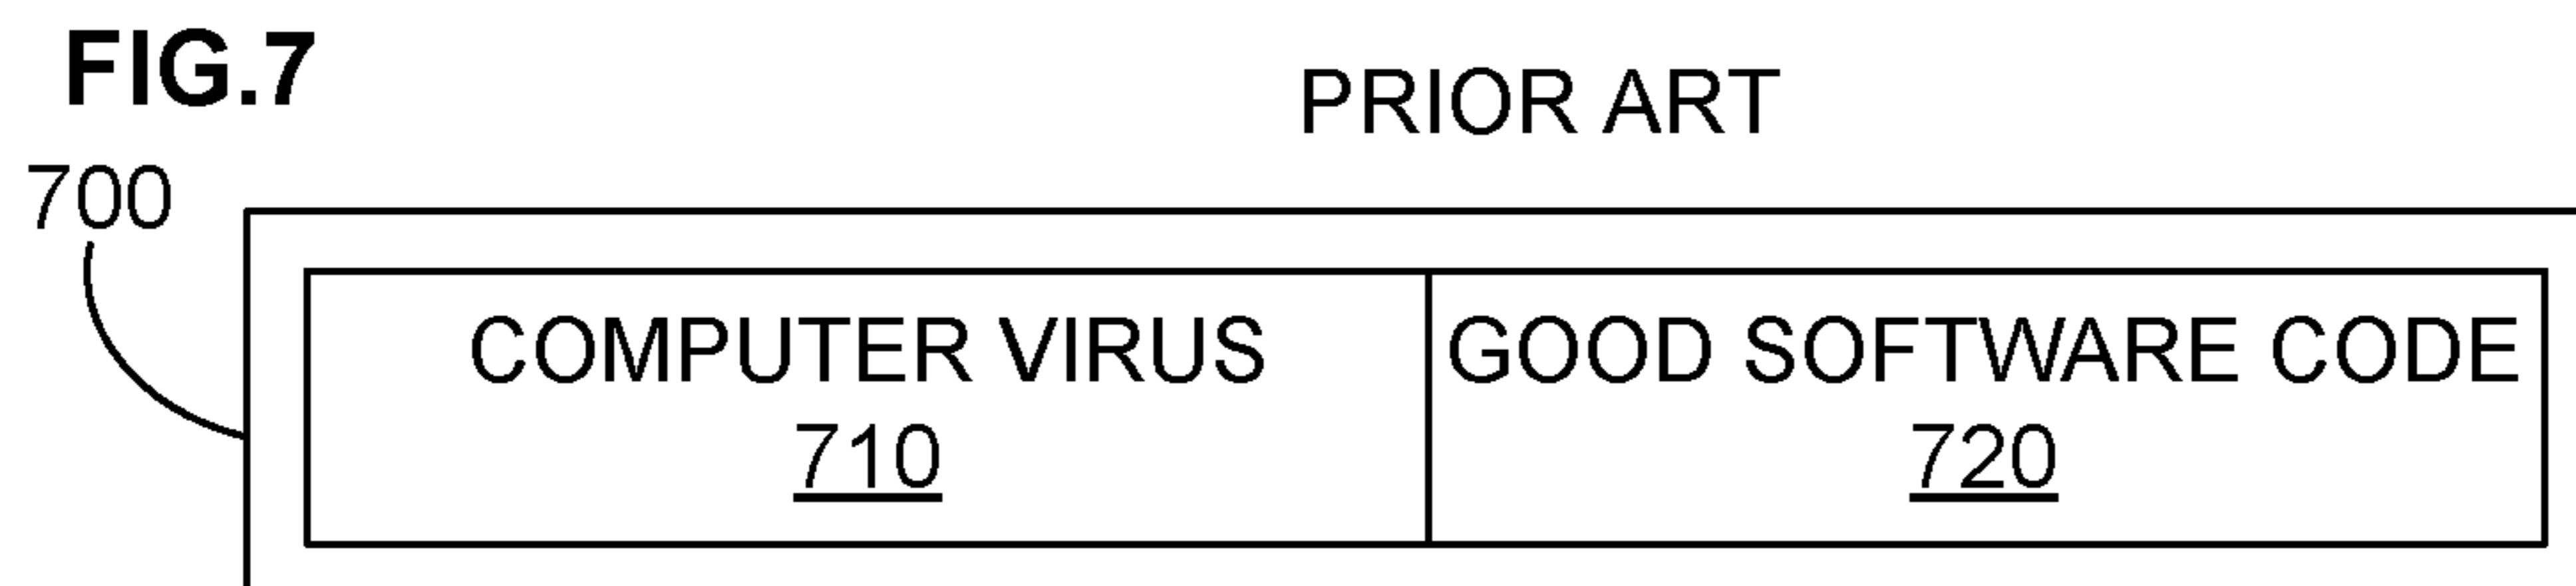 FIG.7
PRIOR ART
700
COMPUTER VIRUS
710
GOOD SOFTWARE CODE
720